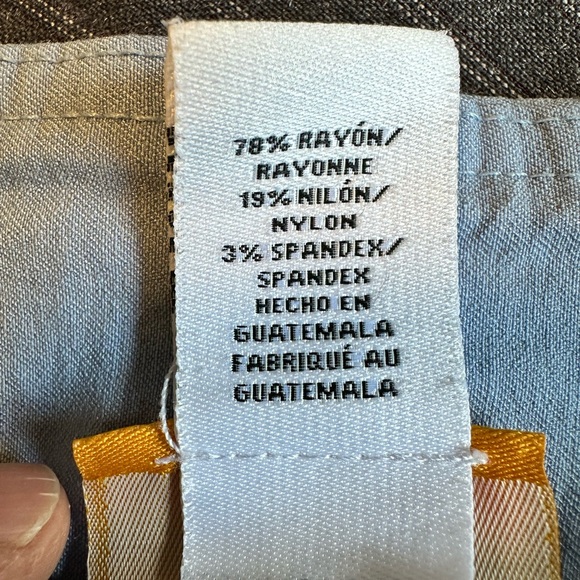 78% RAYÓN/
RAYONNE
19% NILÓN/
NYLON
3% SPANDEX/
SPANDEX
HECHO EN
GUATEMALA
FABRIQUÉ AU
GUATEMALA